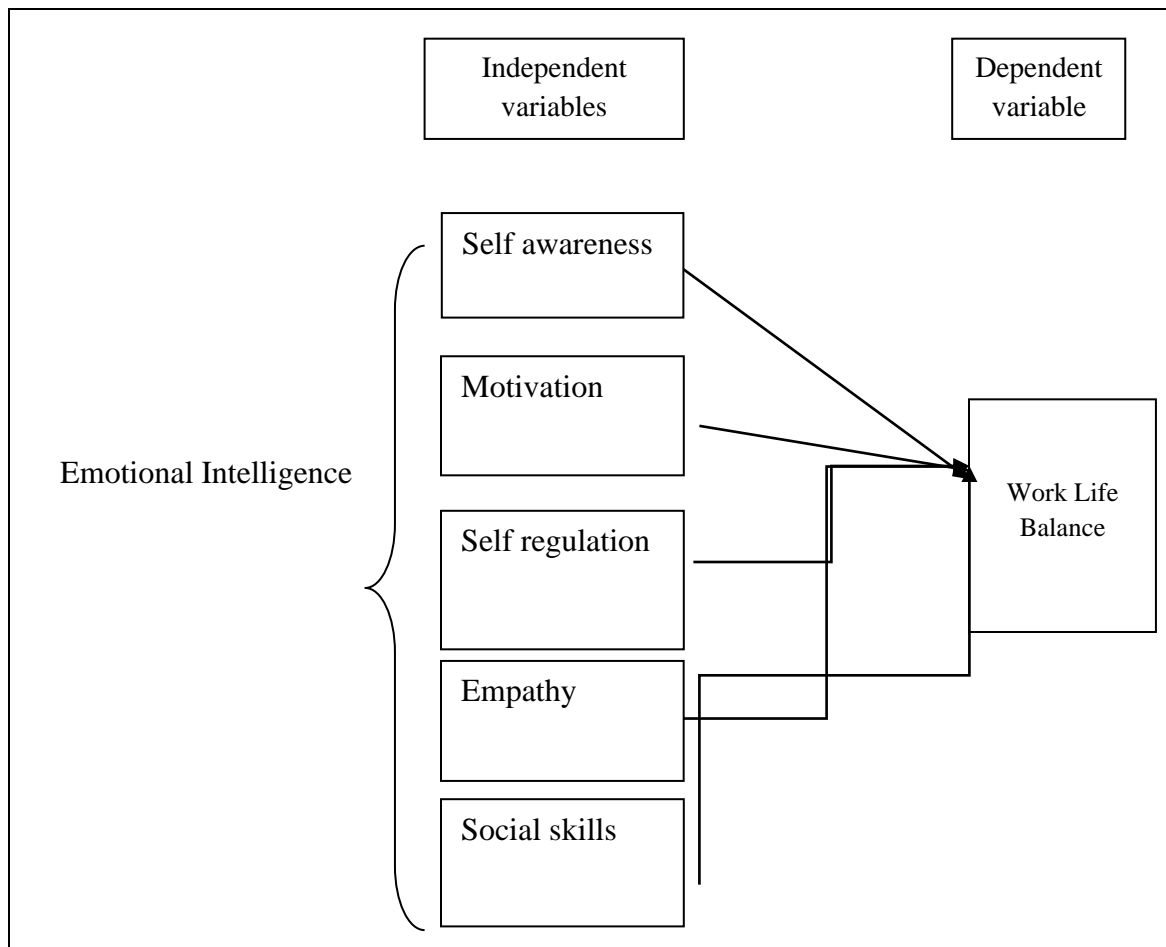 Independent
variables
Dependent
variable
Self awareness
Motivation
Emotional Intelligence
Work Life
Balance
Self regulation
Empathy
Social skills